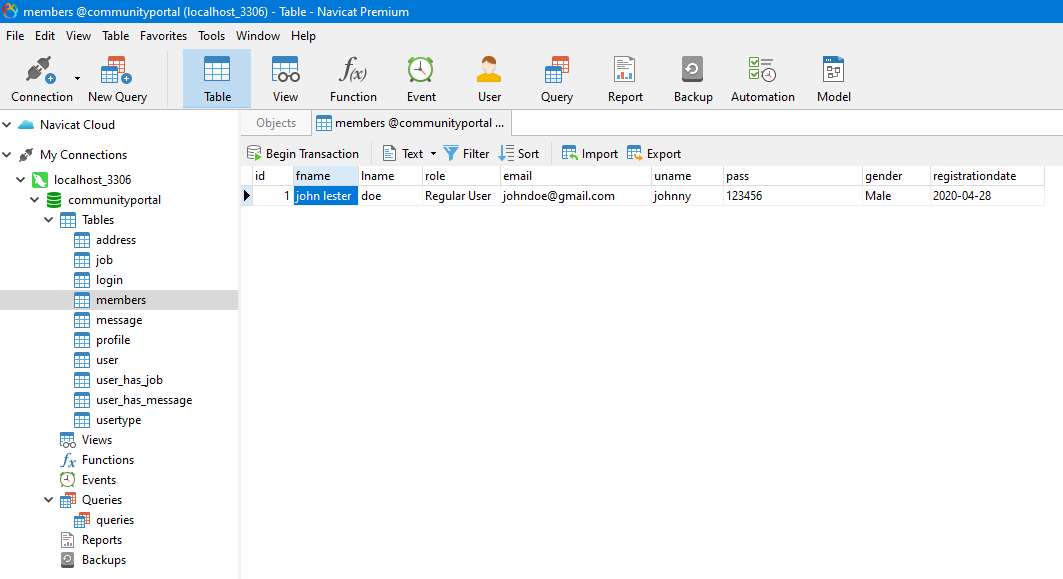 members @communityportal (localhost_3306) - Table - Navicat Premium
File Edit View Table Favorites Tools Window Help
Connection New Query Table View Function Event User Query Report Backup Automation Model
Navicat Cloud
My Connections
localhost_3306
communityportal
Tables
address
job
login
members
message
profile
user
user_has_job
user_has_message
usertype
Views
Functions
Events
Queries
queries
Reports
Backups
Objects members @communityportal ...
Begin Transaction Text Filter Sort Import Export
id fname lname role email uname pass gender registrationdate
1 john lester doe Regular User johndoe@gmail.com johnny 123456 Male 2020-04-28